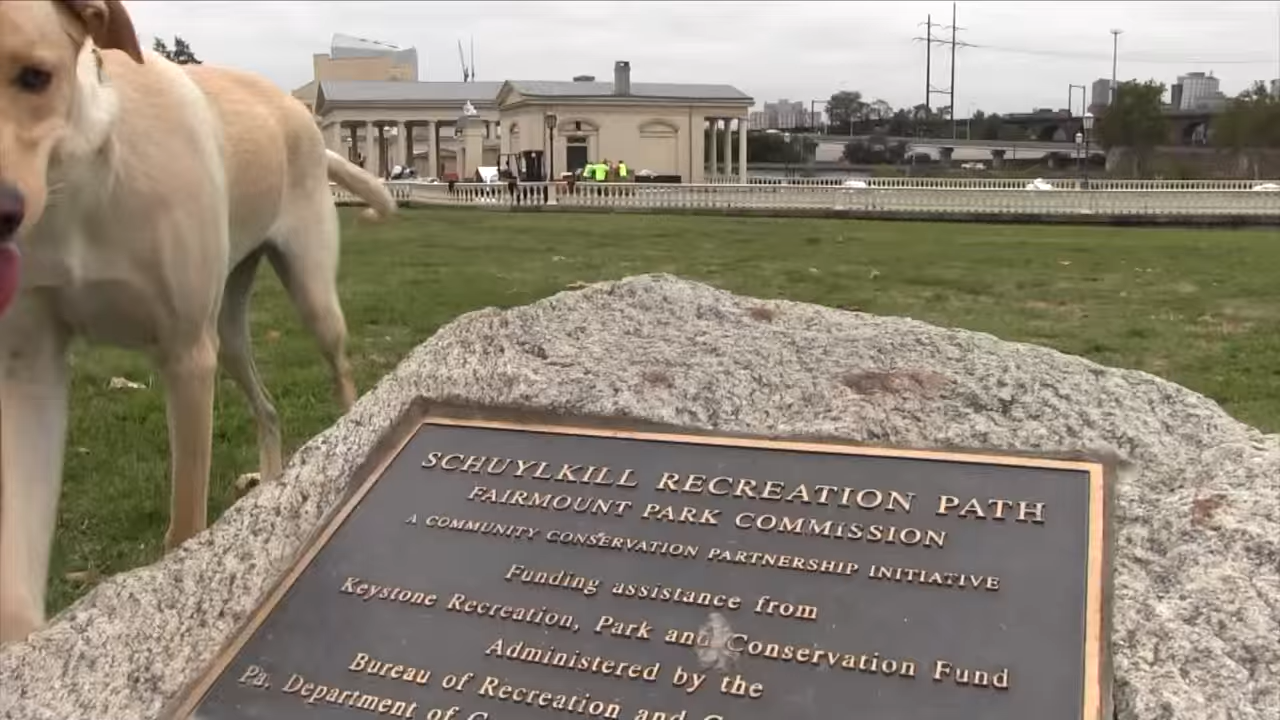 SCHUYLKILL RECREATION PATH
FAIRMOUNT PARK COMMISSION
A COMMUNITY CONSERVATION PARTNERSHIP INITIATIVE
Funding assistance from
Keystone Recreation, Park and Conservation Fund
Administered by the
Bureau of Recreation and
Pa. Department of